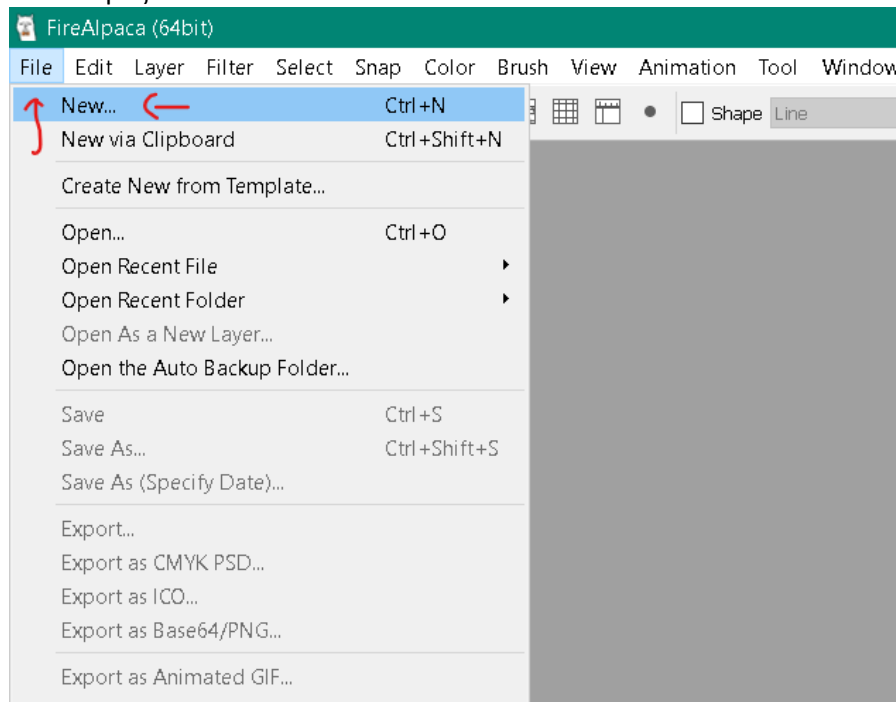 FireAlpaca (64bit)
File Edit Layer Filter Select Snap Color Brush View Animation Tool Window
New... Ctrl+N
Shape Line
New via Clipboard Ctrl+Shift+N
Create New from Template...
Open... Ctrl+O
Open Recent File
Open Recent Folder
Open As a New Layer...
Open the Auto Backup Folder...
Save Ctrl+S
Save As... Ctrl+Shift+S
Save As (Specify Date)...
Export...
Export as CMYK PSD...
Export as ICO...
Export as Base64/PNG...
Export as Animated GIF...